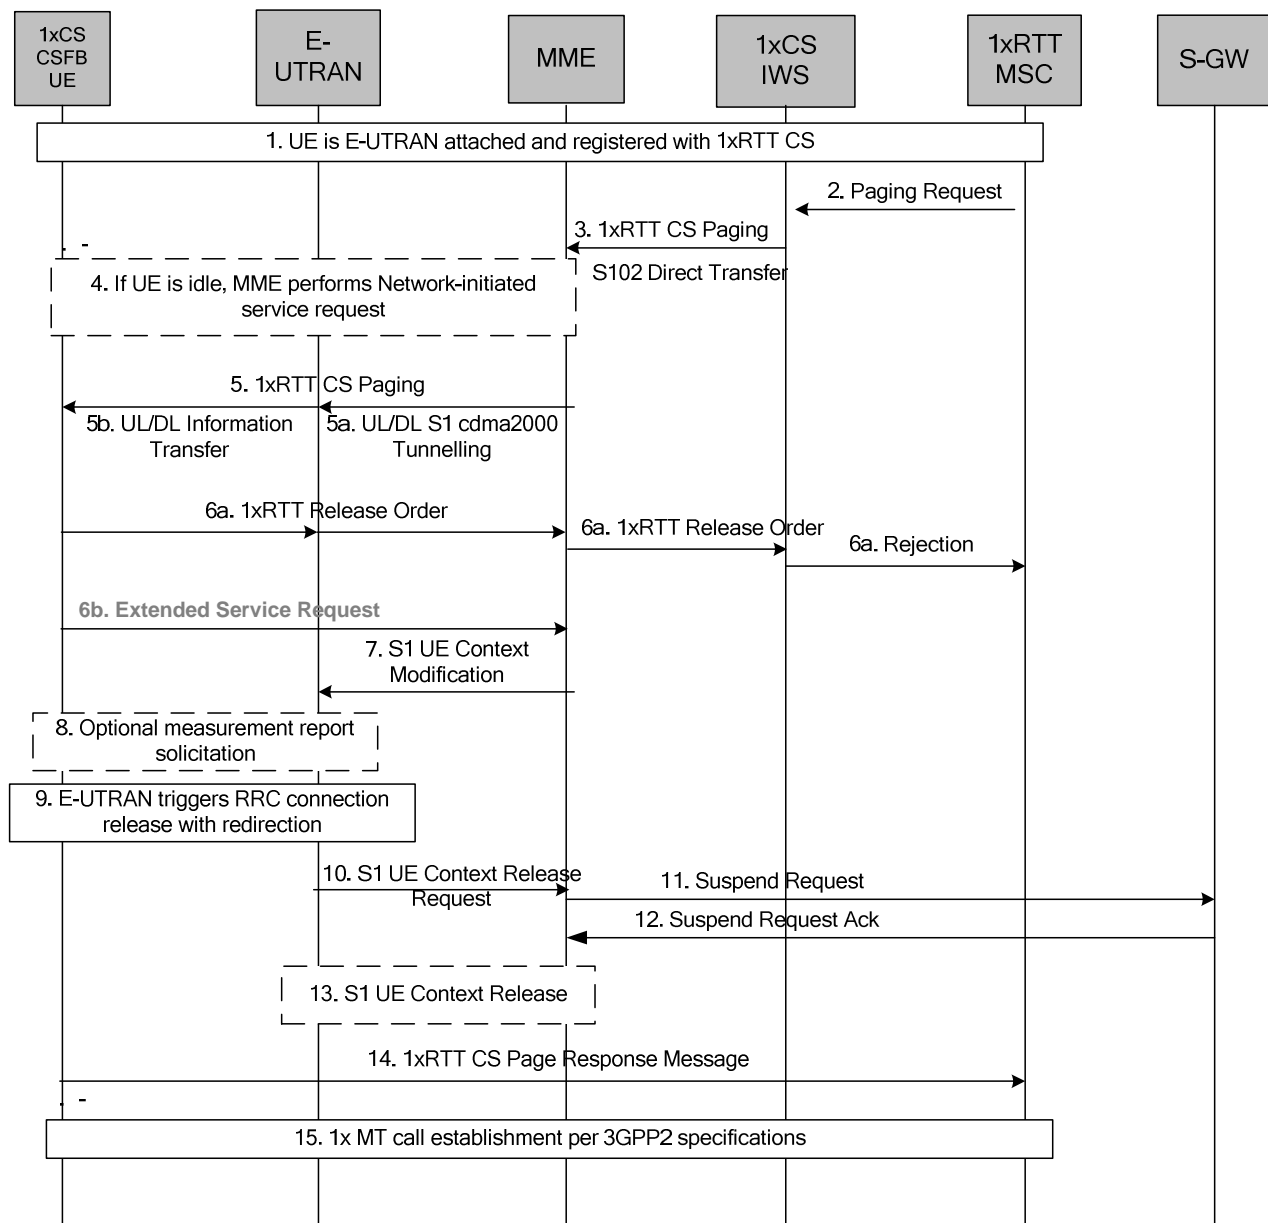 1xCS
CSFB
UE
E-
UTRAN
MME
1xCS
IWS
1xRTT
MSC
S-GW
1. UE is E-UTRAN attached and registered with 1xRTT CS
2. Paging Request
3. 1xRTT CS Paging
S102 Direct Transfer
. -
4. If UE is idle, MME performs Network-initiated
service request
5. 1xRTT CS Paging
5b. UL/DL Information
Transfer
5a. UL/DL S1 cdma2000
Tunnelling
6a. 1xRTT Release Order
6a. 1xRTT Release Order
6a. Rejection
6b. Extended Service Request
7. S1 UE Context
Modification
8. Optional measurement report
solicitation
9. E-UTRAN triggers RRC connection
release with redirection
10. S1 UE Context Release
Request
11. Suspend Request
12. Suspend Request Ack
13. S1 UE Context Release
14. 1xRTT CS Page Response Message
. -
15. 1x MT call establishment per 3GPP2 specifications